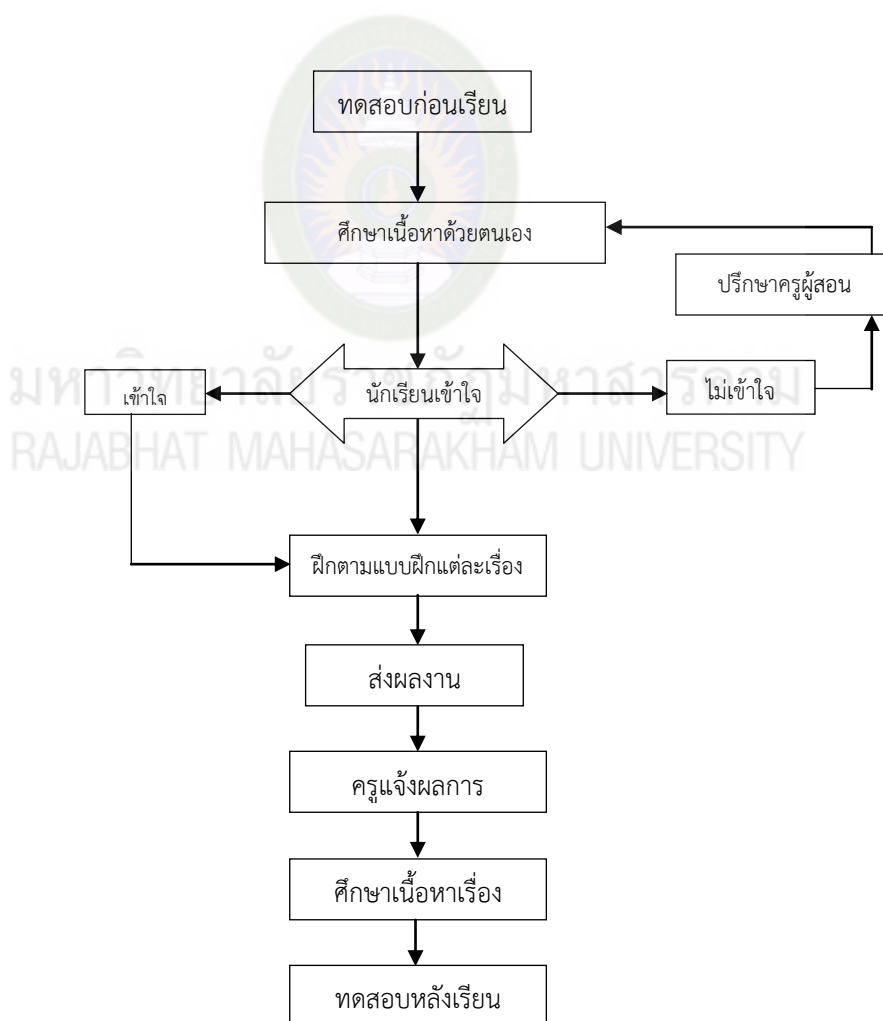 ทดสอบก่อนเรียน
ศึกษาเนื้อหาด้วยตนเอง
ปรึกษาครูผู้สอน
มหาวิทยาลัยราชภัฏมหาสารคาม
เข้าใจ
นักเรียนเข้าใจ
ไม่เข้าใจ
RAJABHAT MAHASARAKHAM UNIVERSITY
ฝึกตามแบบฝึกแต่ละเรื่อง
ส่งผลงาน
ครูแจ้งผลการ
ศึกษาเนื้อหาเรื่อง
ทดสอบหลังเรียน